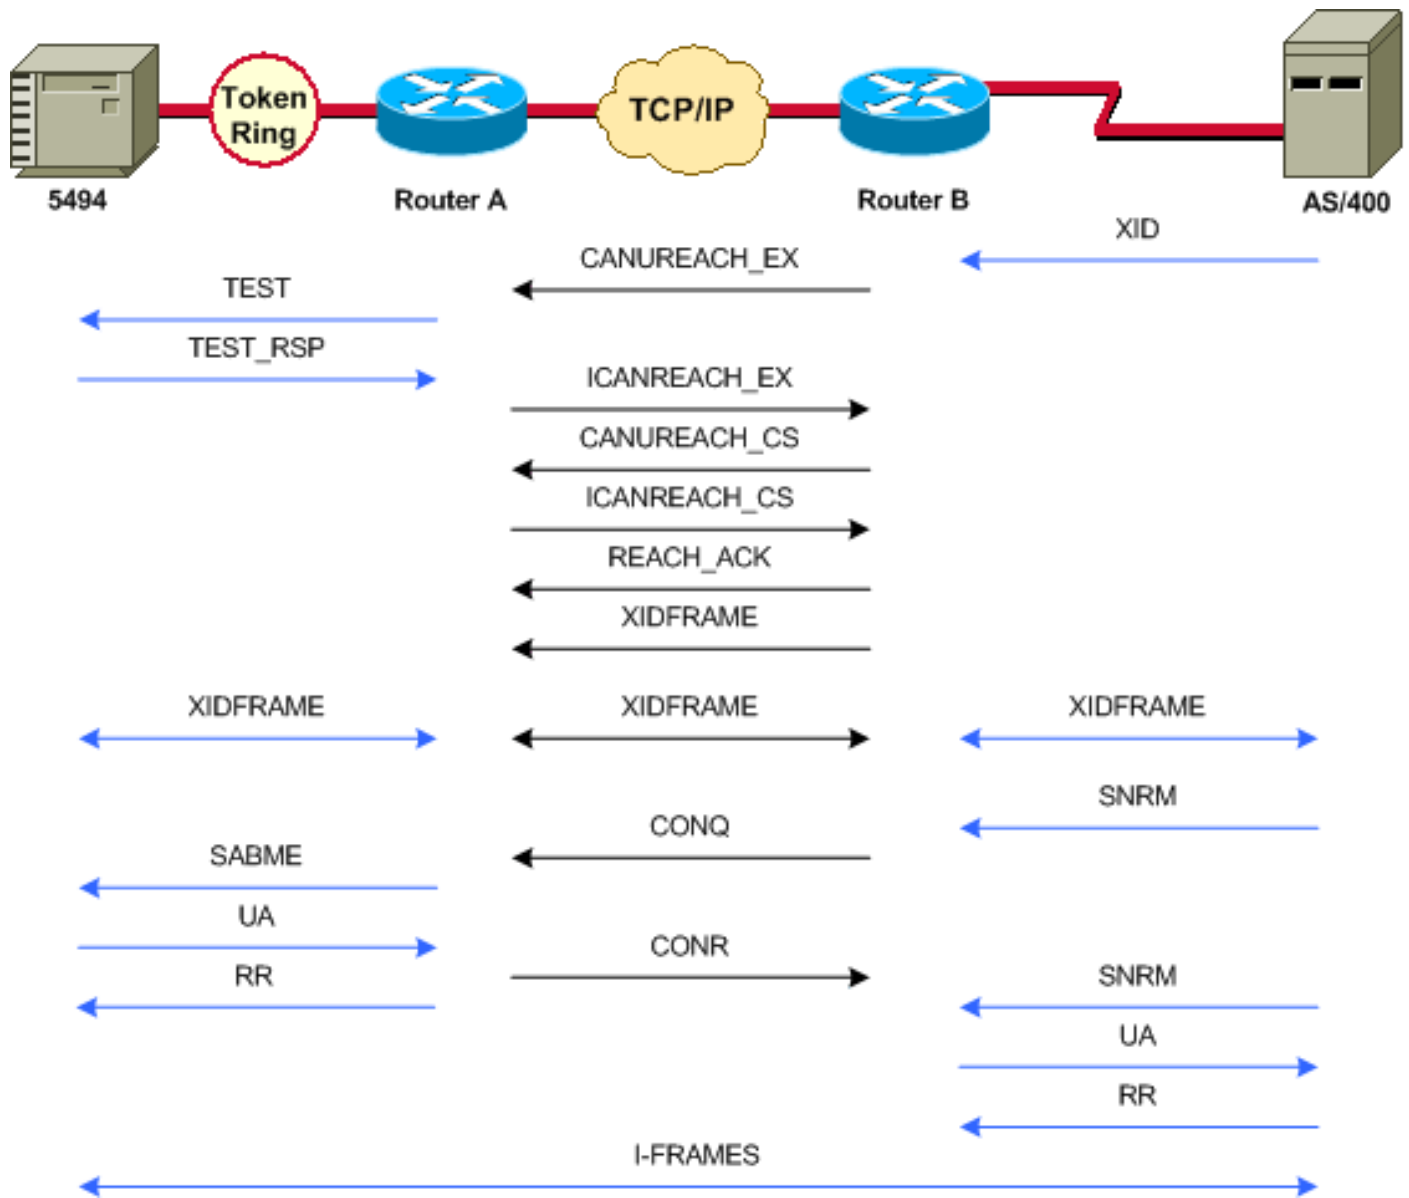 Token
Ring
TCP/IP
5494
Router A
Router B
AS/400
XID
CANUREACH_EX
TEST
TEST_RSP
ICANREACH_EX
CANUREACH_CS
ICANREACH_CS
REACH_ACK
XIDFRAME
XIDFRAME
XIDFRAME
XIDFRAME
SNRM
CONQ
SABME
UA
CONR
RR
SNRM
UA
RR
I-FRAMES